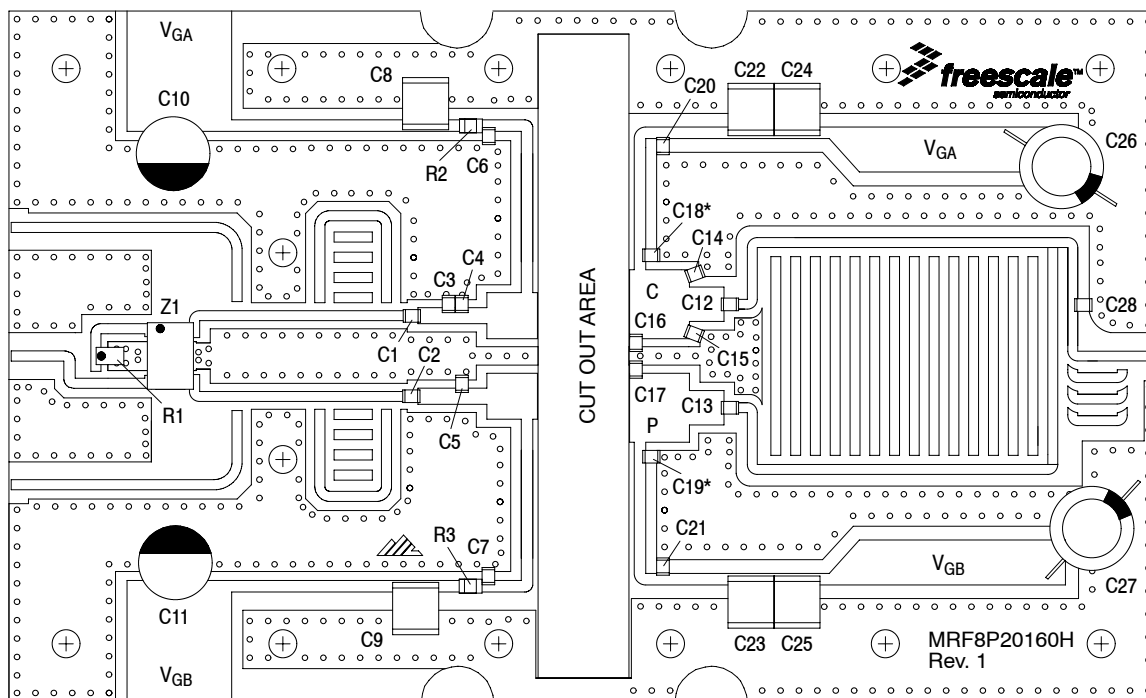 VGA
C8
C10
R2
C6
C20
C22
C24
freescale™
semiconductor
VGA
C26
C18*
C14
C3
C4
Z1
C
C12
C28
C16
C1
C2
C15
CUT OUT AREA
R1
C5
C17
C13
P
C19*
R3
C7
C21
VGB
C11
C9
C27
C23
C25
MRF8P20160H
Rev. 1
VGB